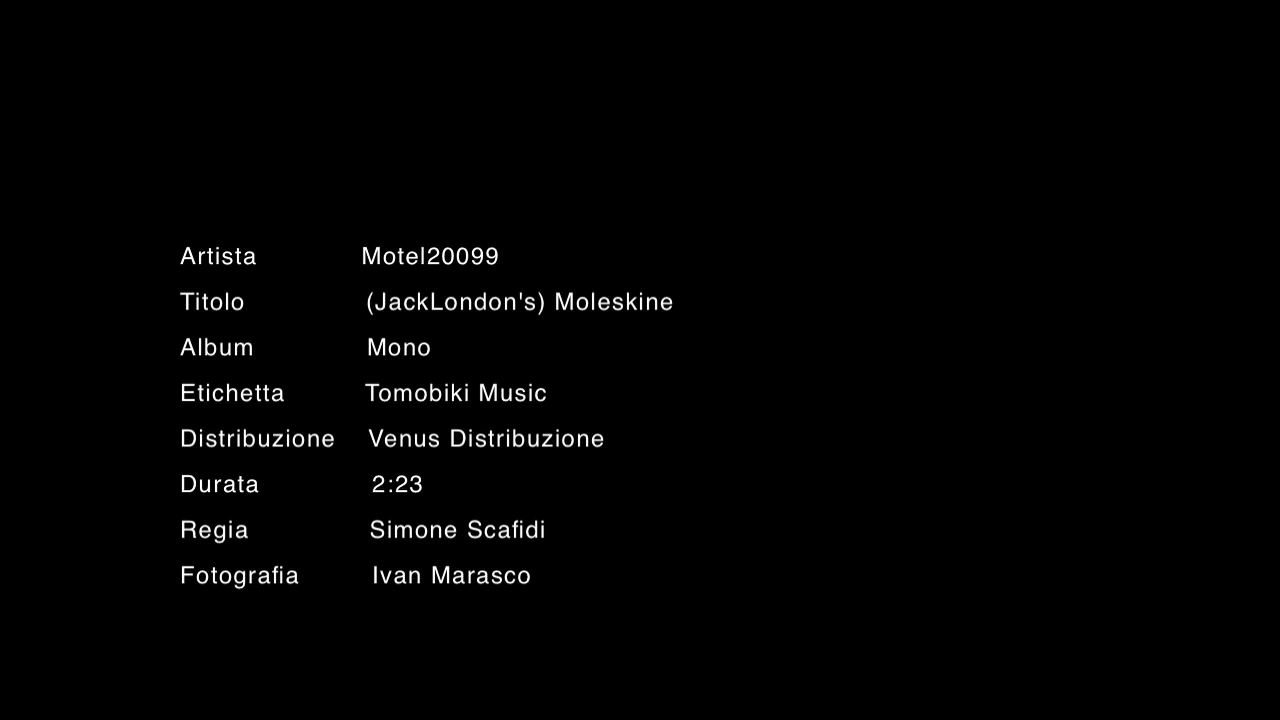 Artista Motel20099
Titolo (JackLondon's) Moleskine
Album Mono
Etichetta Tomobiki Music
Distribuzione Venus Distribuzione
Durata 2:23
Regia Simone Scafidi
Fotografia Ivan Marasco